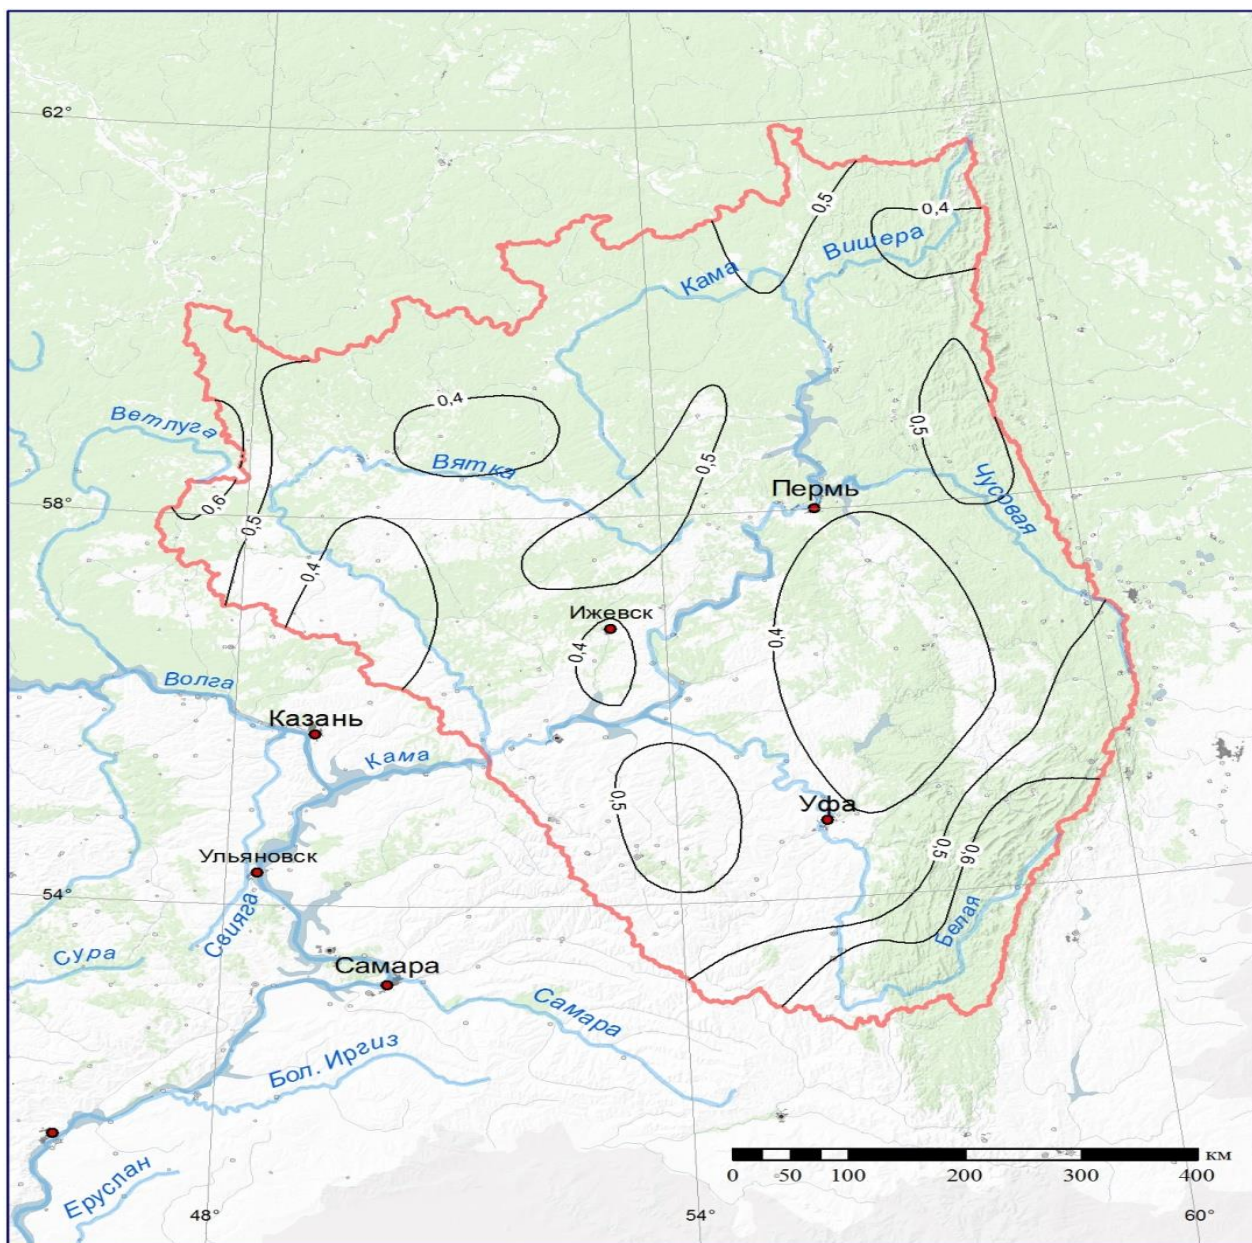 62°
0,5
0,4
Вишера
Кама
Ветлуга
0,4
0,5
Вятка
0,5
Чусовая
58°
Пермь
0,6
0,5
0,4
Ижевск
0,4
0,4
Волга
Казань
Кама
0,5
Уфа
Ульяновск
0,5
0,6
54°
Свияга
Белая
Сура
Самара
Самара
Бол. Иргиз
Еруслан
км
0 50 100 200 300 400
48°
54°
60°